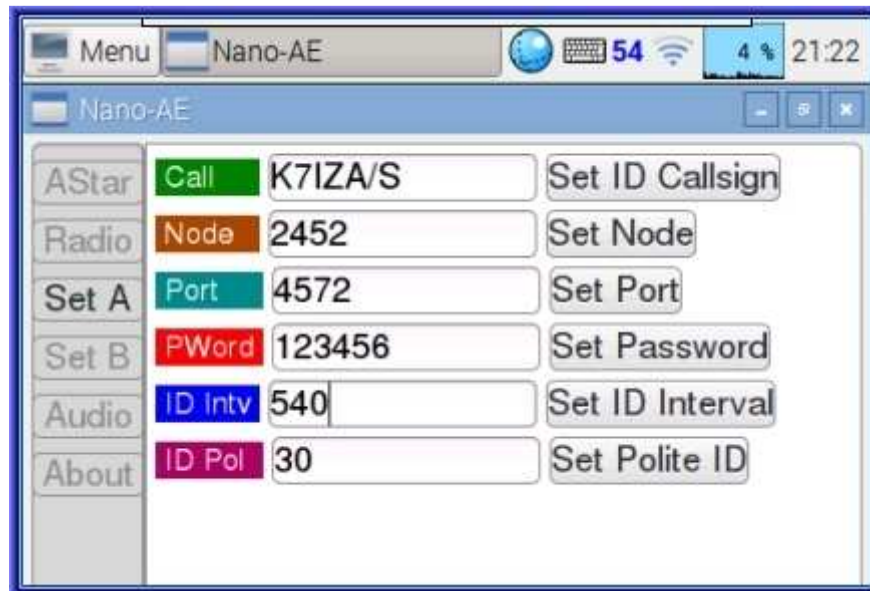 Menu Nano-AE 54 4 % 21:22
Nano-AE
AStar Call K7IZA/S Set ID Callsign
Radio Node 2452 Set Node
Set A Port 4572 Set Port
Set B PWord 123456 Set Password
Audio ID Intv 540 Set ID Interval
About ID Pol 30 Set Polite ID